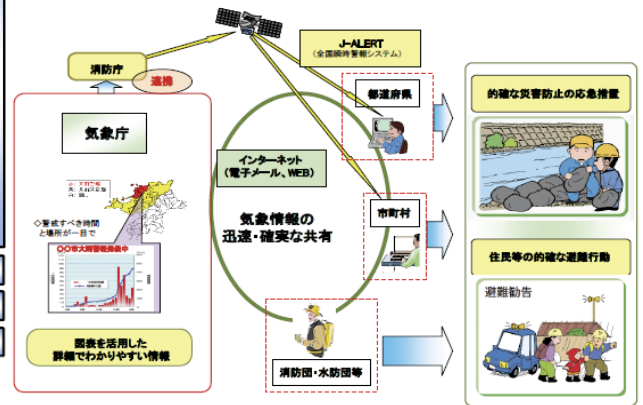 J-ALERT
(全国瞬時警報システム)
消防庁
連携
都道府県
気象庁
インターネット
(電子メール、WEB)
◇警戒すべき時間
と場所が一目で
〇〇市大雨警報発表中
気象情報の
迅速・確実な共有
市町村
図表を活用した
詳細でわかりやすい情報
消防団・水防団等
的確な災害防止の応急措置
住民等の的確な避難行動
避難勧告